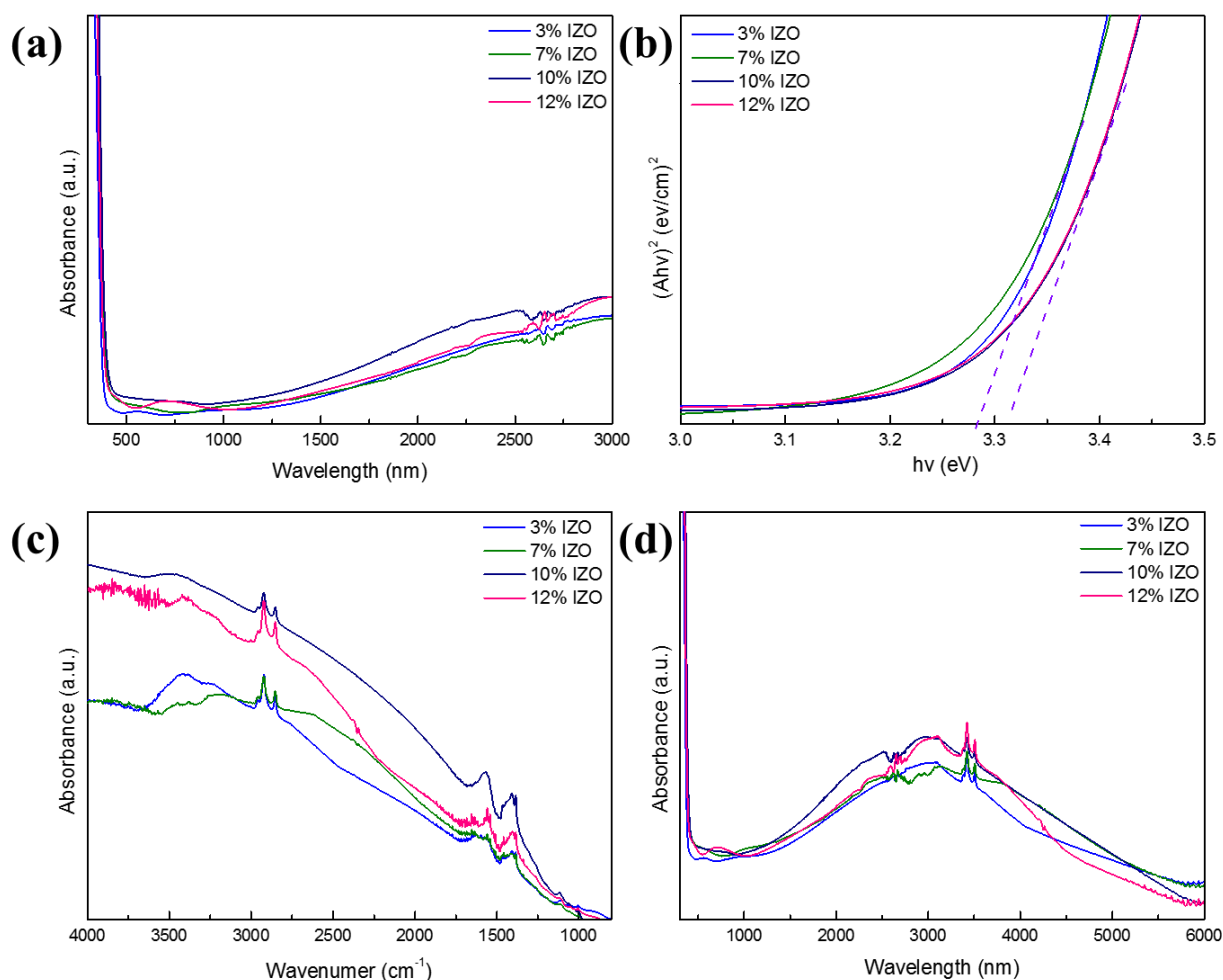 (a)
3% IZO
7% IZO
10% IZO
12% IZO
Absorbance (a.u.)
500 1000 1500 2000 2500 3000
Wavelength (nm)
(b)
3% IZO
7% IZO
10% IZO
12% IZO
(Ahv)² (ev/cm)²
3.0 3.1 3.2 3.3 3.4 3.5
hv (eV)
(c)
3% IZO
7% IZO
10% IZO
12% IZO
Absorbance (a.u.)
4000 3500 3000 2500 2000 1500 1000
Wavenumer (cm⁻¹)
(d)
3% IZO
7% IZO
10% IZO
12% IZO
Absorbance (a.u.)
1000 2000 3000 4000 5000 6000
Wavelength (nm)